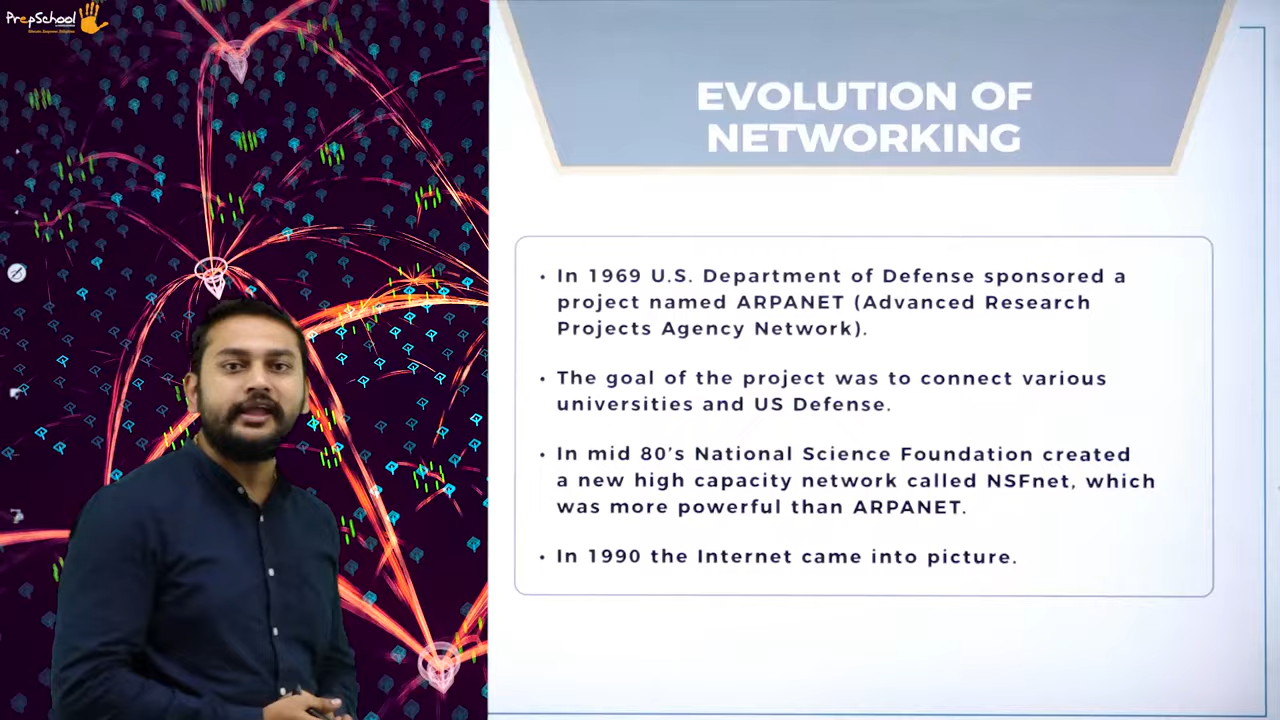 PrepSchool
EVOLUTION OF
NETWORKING
• In 1969 U.S. Department of Defense sponsored a
project named ARPANET (Advanced Research
Projects Agency Network).
• The goal of the project was to connect various
universities and US Defense.
• In mid 80's National Science Foundation created
a new high capacity network called NSFnet, which
was more powerful than ARPANET.
• In 1990 the Internet came into picture.